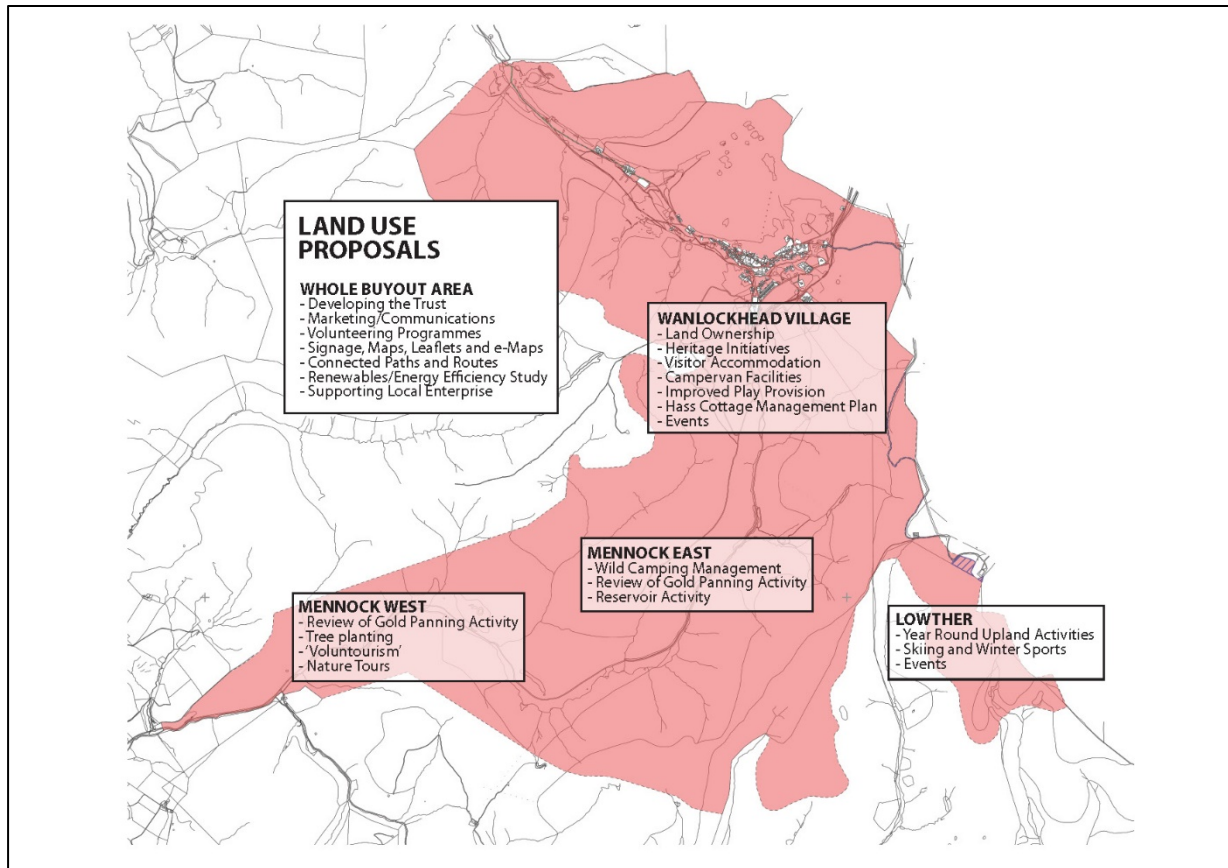 LAND USE
PROPOSALS
WHOLE BUYOUT AREA
- Developing the Trust
- Marketing/Communications
- Volunteering Programmes
- Signage, Maps, Leaflets and e-Maps
- Connected Paths and Routes
- Renewables/Energy Efficiency Study
- Supporting Local Enterprise
WANLOCKHEAD VILLAGE
- Land Ownership
- Heritage Initiatives
- Visitor Accommodation
- Campervan Facilities
- Improved Play Provision
- Hass Cottage Management Plan
- Events
MENNOCK EAST
- Wild Camping Management
- Review of Gold Panning Activity
- Reservoir Activity
MENNOCK WEST
- Review of Gold Panning Activity
- Tree planting
- 'Voluntourism'
- Nature Tours
LOWTHER
- Year Round Upland Activities
- Skiing and Winter Sports
- Events